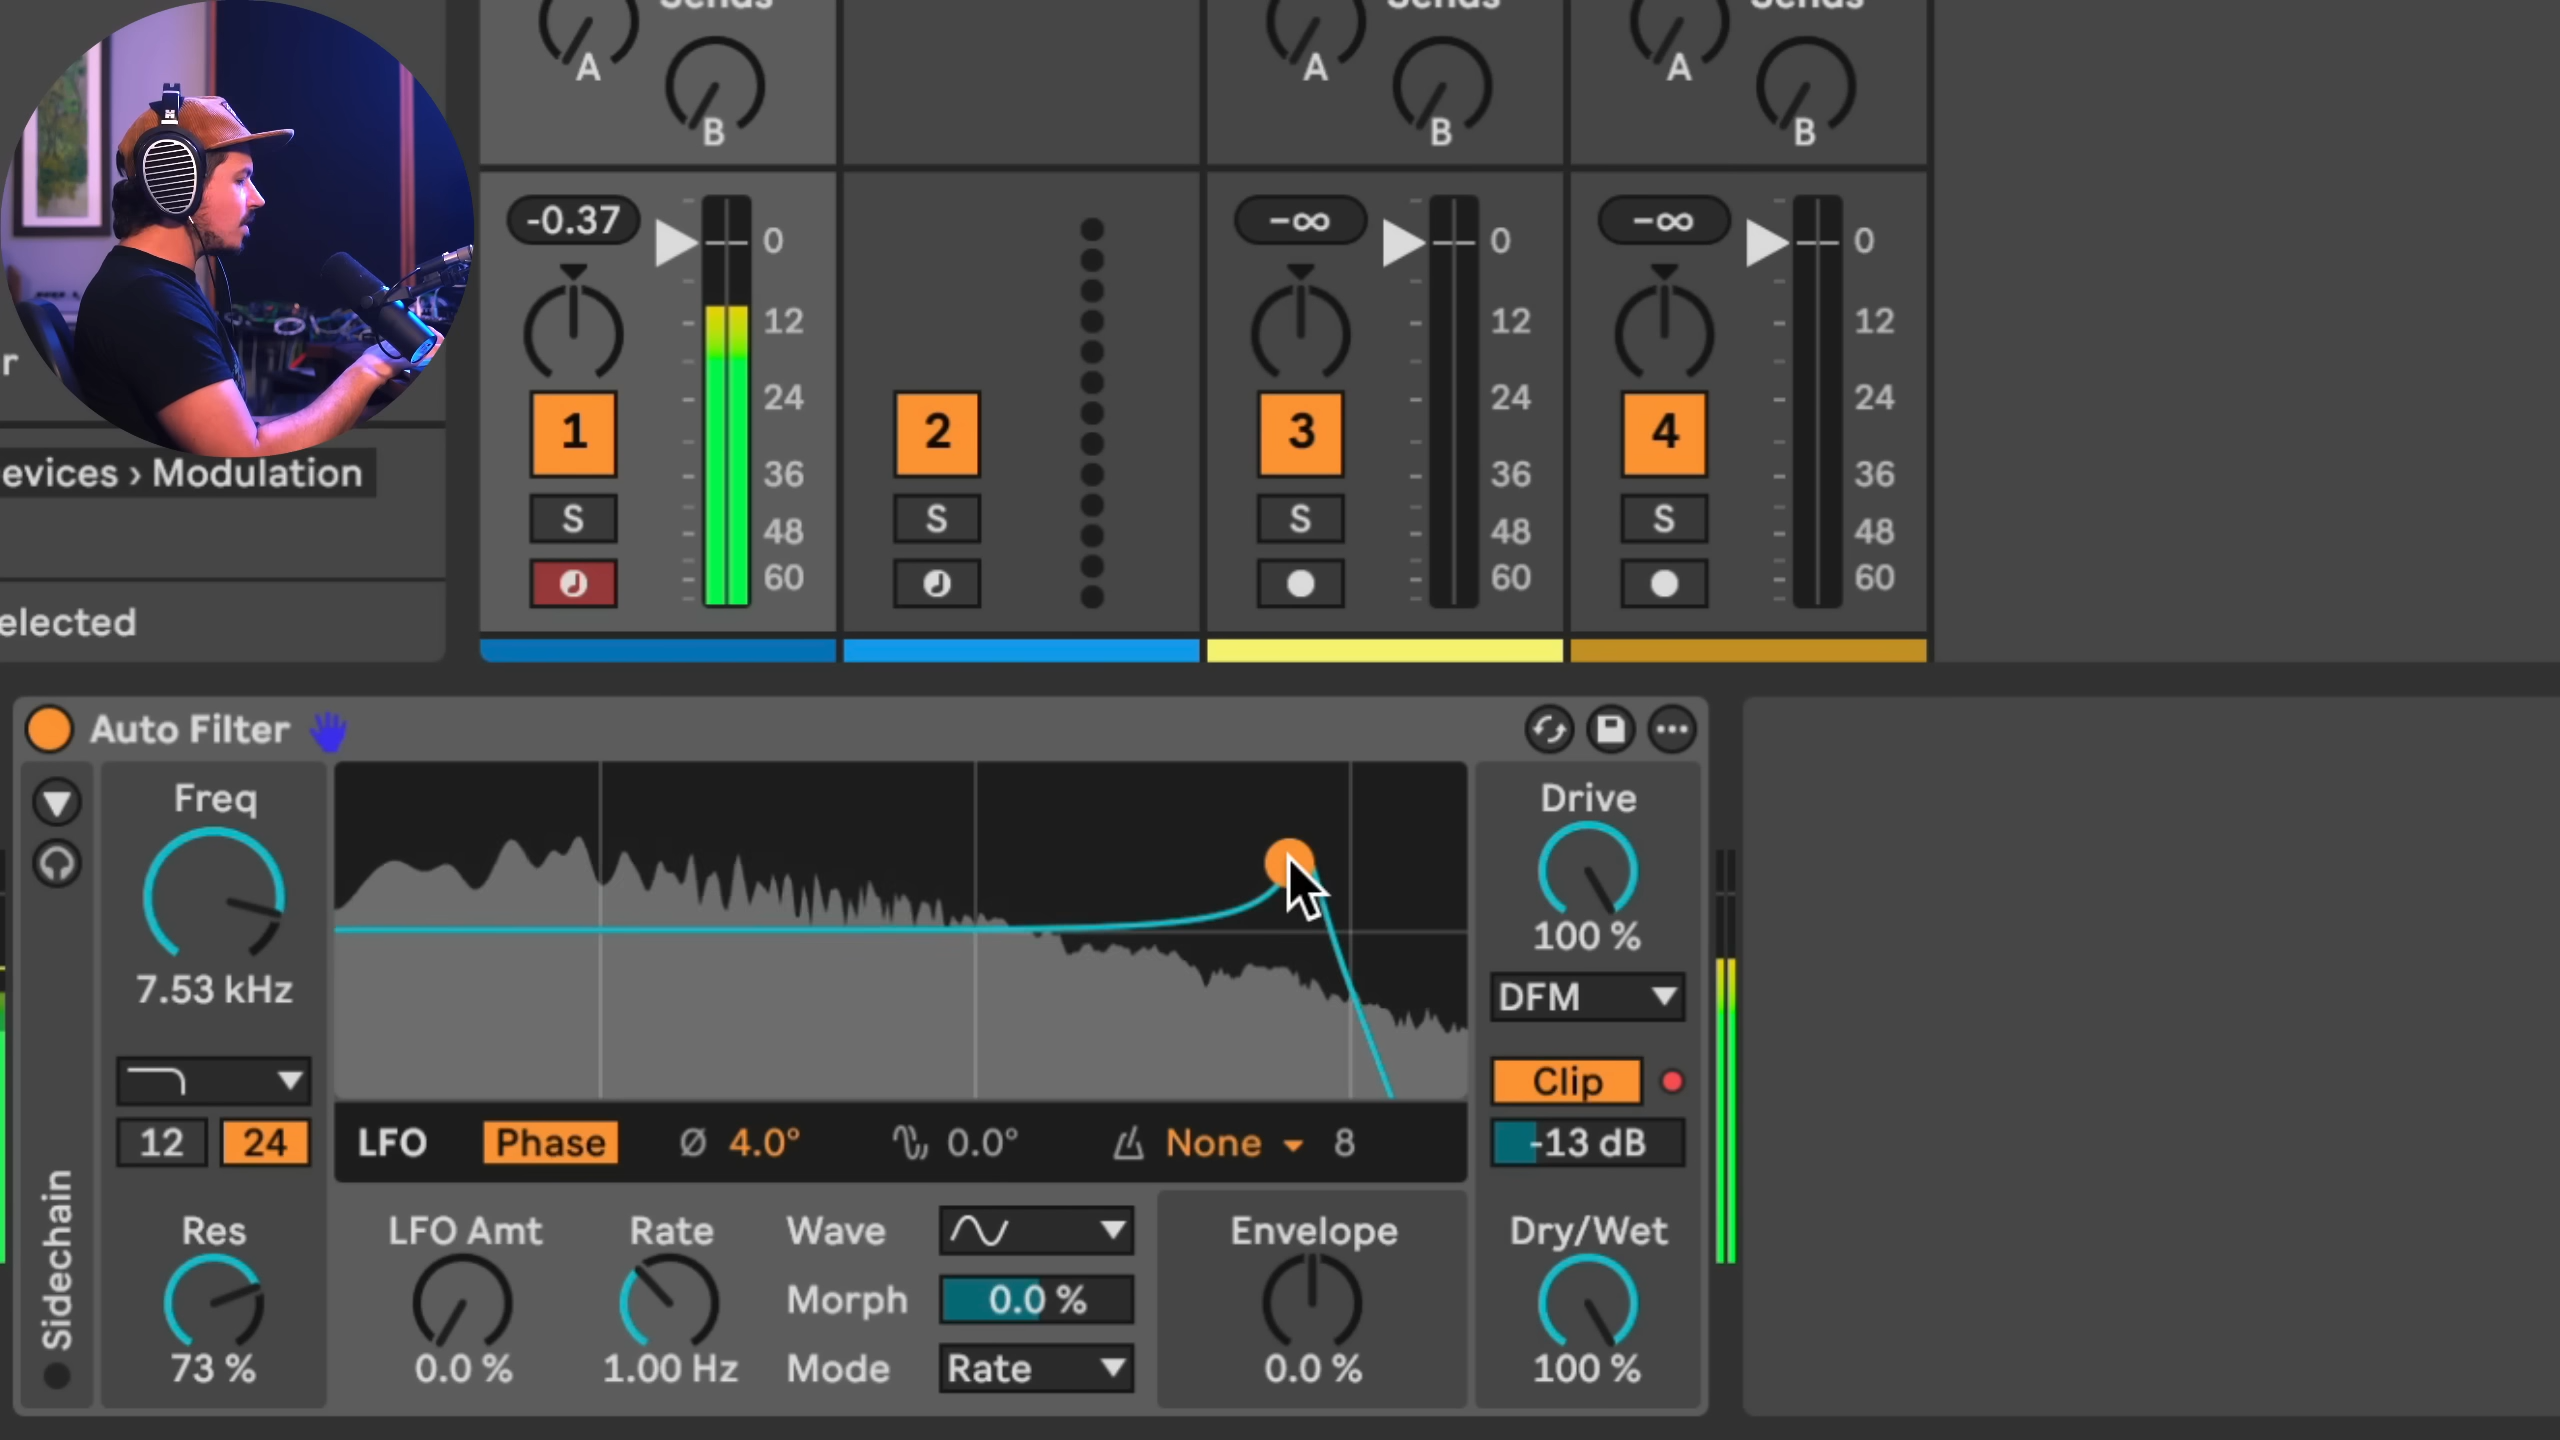 Sends
A
B
Sends
A
B
Sends
A
B
-0.37
0
12
24
36
48
60
1
S
2
S
-∞
0
12
24
36
48
60
3
S
-∞
0
12
24
36
48
60
4
S
r
evices › Modulation
elected
Auto Filter
Freq
7.53 kHz
12 24
Res
73 %
Sidechain
LFO Phase Ø 4.0° 0.0° None 8
LFO Amt
0.0 %
Rate
1.00 Hz
Wave
Morph 0.0 %
Mode Rate
Envelope
0.0 %
Drive
100 %
DFM
Clip
-13 dB
Dry/Wet
100 %